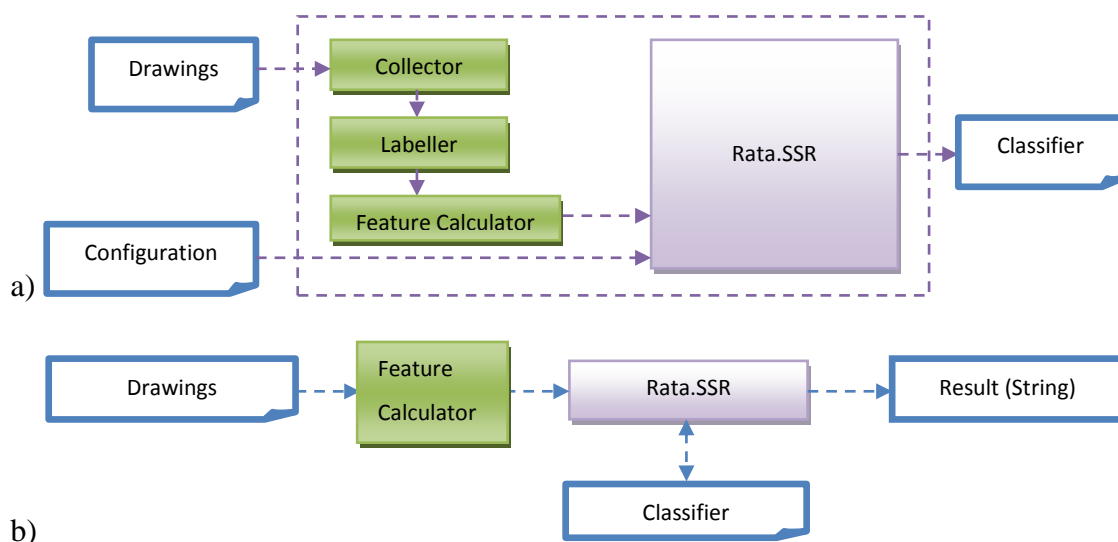 Drawings
Collector
Labeller
Feature Calculator
Configuration
Rata.SSR
Classifier
a)
Drawings
Feature
Calculator
Rata.SSR
Result (String)
Classifier
b)